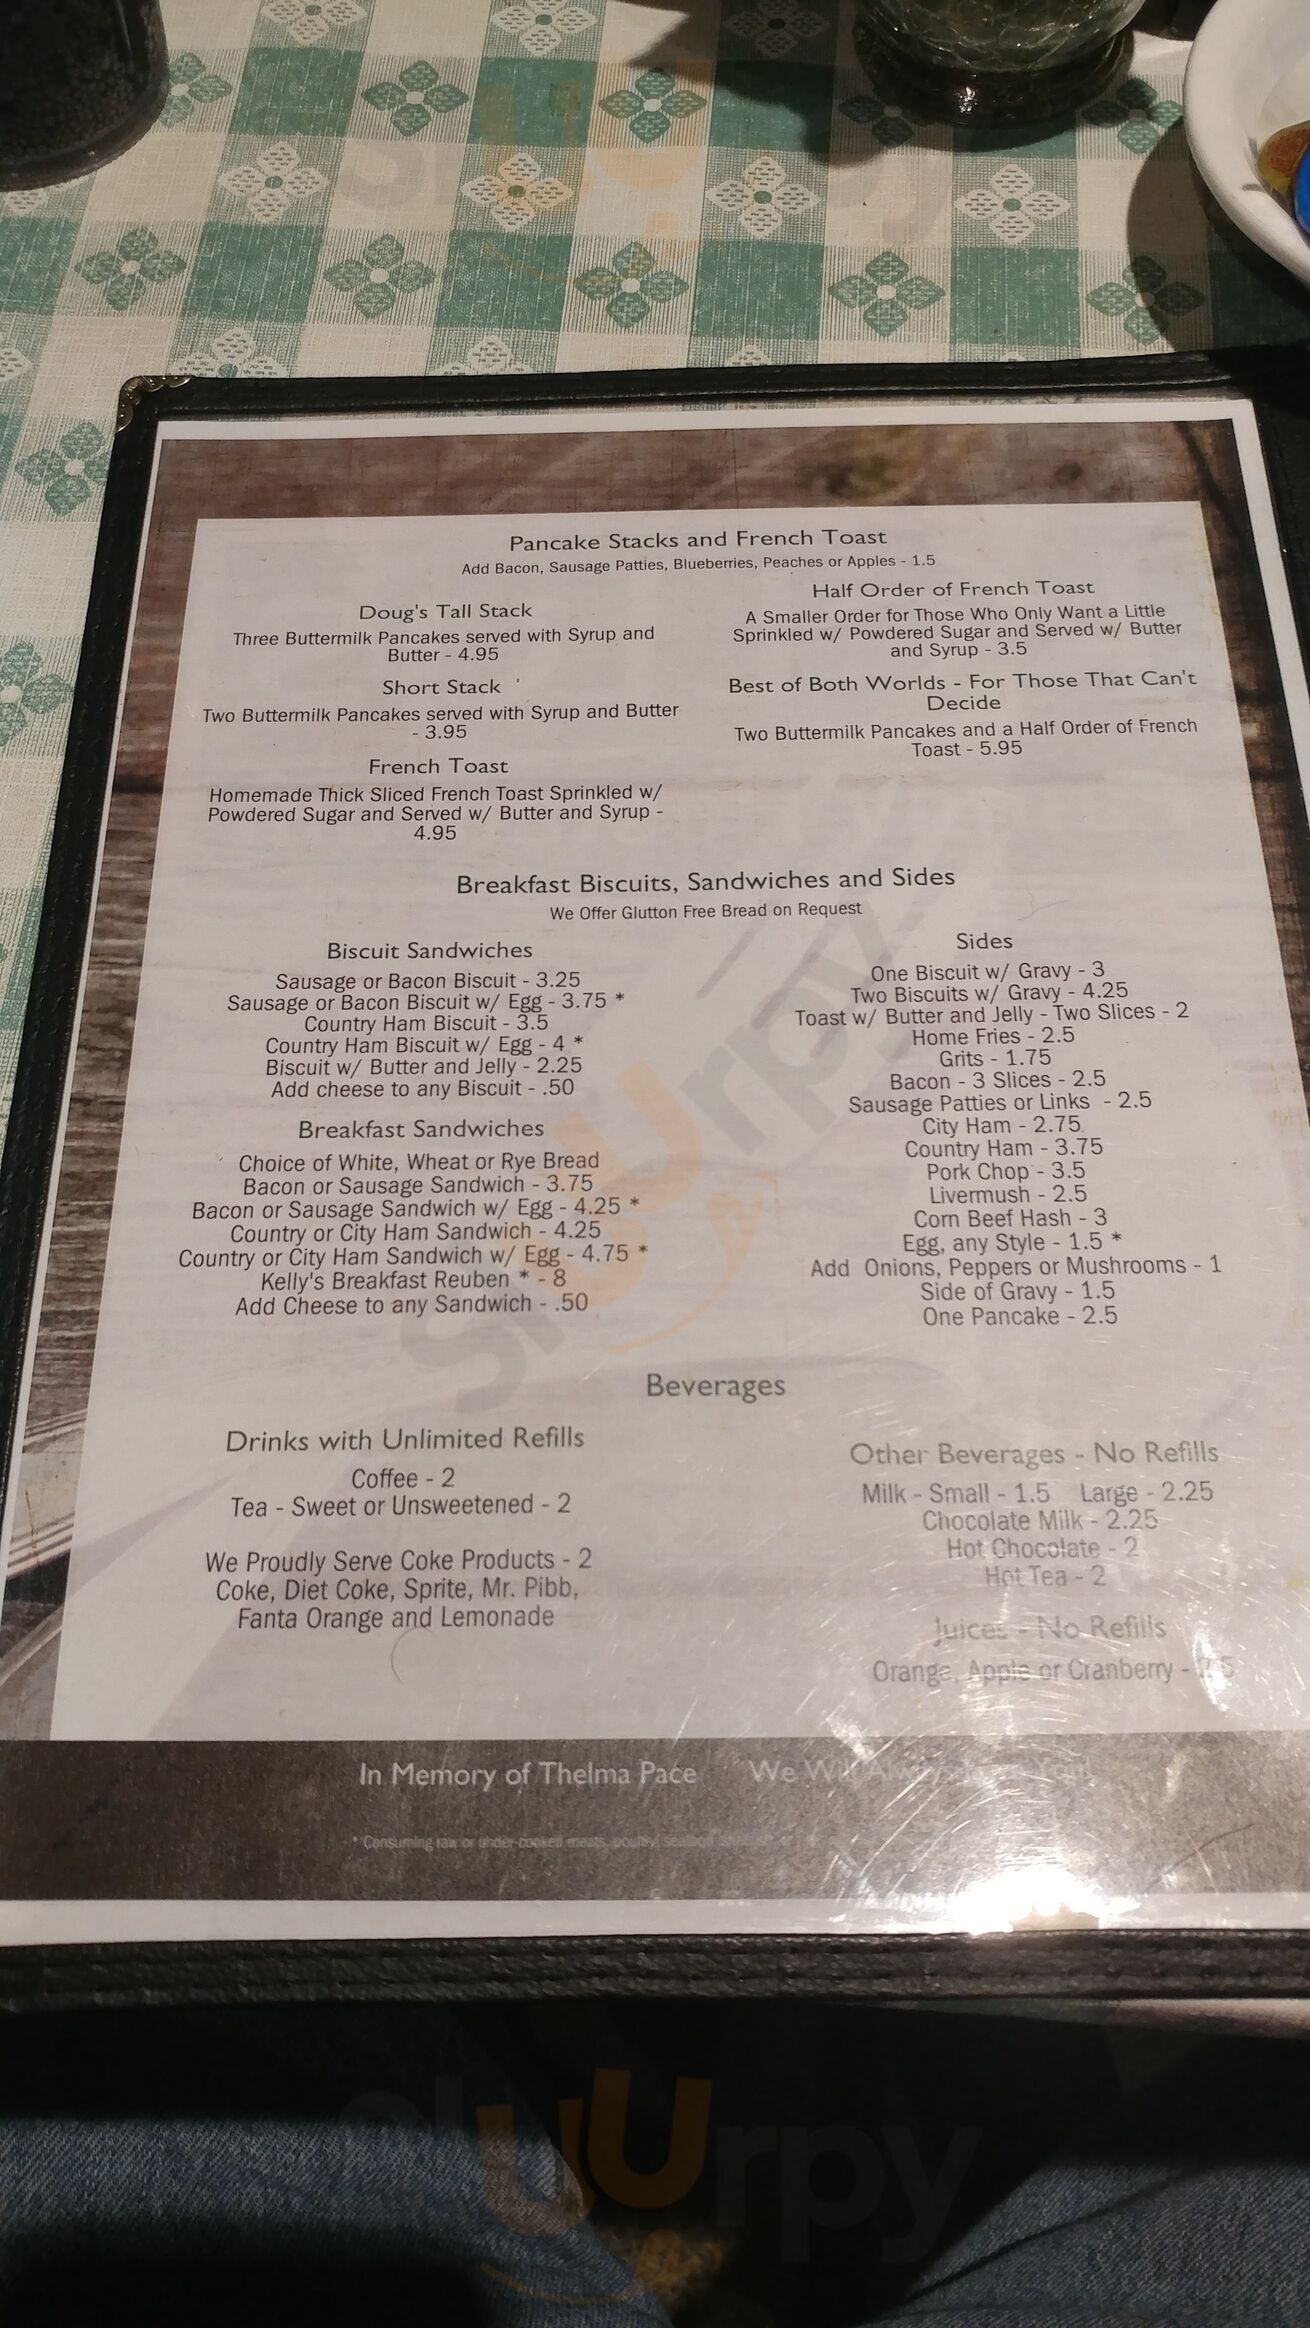 Pancake Stacks and French Toast
Add Bacon, Sausage Patties, Blueberries, Peaches or Apples - 1.5
Doug's Tall Stack
Three Buttermilk Pancakes served with Syrup and
Butter - 4.95
Short Stack
Two Buttermilk Pancakes served with Syrup and Butter
- 3.95
French Toast
Homemade Thick Sliced French Toast Sprinkled w/
Powdered Sugar and Served w/ Butter and Syrup -
4.95
Half Order of French Toast
A Smaller Order for Those Who Only Want a Little
Sprinkled w/ Powdered Sugar and Served w/ Butter
and Syrup - 3.5
Best of Both Worlds - For Those That Can't
Decide
Two Buttermilk Pancakes and a Half Order of French
Toast - 5.95
Breakfast Biscuits, Sandwiches and Sides
We Offer Glutton Free Bread on Request
Biscuit Sandwiches
Sausage or Bacon Biscuit - 3.25
Sausage or Bacon Biscuit w/ Egg - 3.75 *
Country Ham Biscuit - 3.5
Country Ham Biscuit w/ Egg - 4 *
Biscuit w/ Butter and Jelly - 2.25
Add cheese to any Biscuit - .50
Breakfast Sandwiches
Choice of White, Wheat or Rye Bread
Bacon or Sausage Sandwich - 3.75
Bacon or Sausage Sandwich w/ Egg - 4.25 *
Country or City Ham Sandwich - 4.25
Country or City Ham Sandwich w/ Egg - 4.75 *
Kelly's Breakfast Reuben * - 8
Add Cheese to any Sandwich - .50
Sides
One Biscuit w/ Gravy - 3
Two Biscuits w/ Gravy - 4.25
Toast w/ Butter and Jelly - Two Slices - 2
Home Fries - 2.5
Grits - 1.75
Bacon - 3 Slices - 2.5
Sausage Patties or Links - 2.5
City Ham - 2.75
Country Ham - 3.75
Pork Chop - 3.5
Livermush - 2.5
Corn Beef Hash - 3
Egg, any Style - 1.5 *
Add Onions, Peppers or Mushrooms - 1
Side of Gravy - 1.5
One Pancake - 2.5
Beverages
Drinks with Unlimited Refills
Coffee - 2
Tea - Sweet or Unsweetened - 2
We Proudly Serve Coke Products - 2
Coke, Diet Coke, Sprite, Mr. Pibb,
Fanta Orange and Lemonade
Other Beverages - No Refills
Milk - Small - 1.5 Large - 2.25
Chocolate Milk - 2.25
Hot Chocolate - 2
Hot Tea - 2
Juices - No Refills
Orange, Apple or Cranberry -
In Memory of Thelma Pace We Will
* Consuming raw or under-cooked meats, poultry, seafood
sluurpy
sluurpy